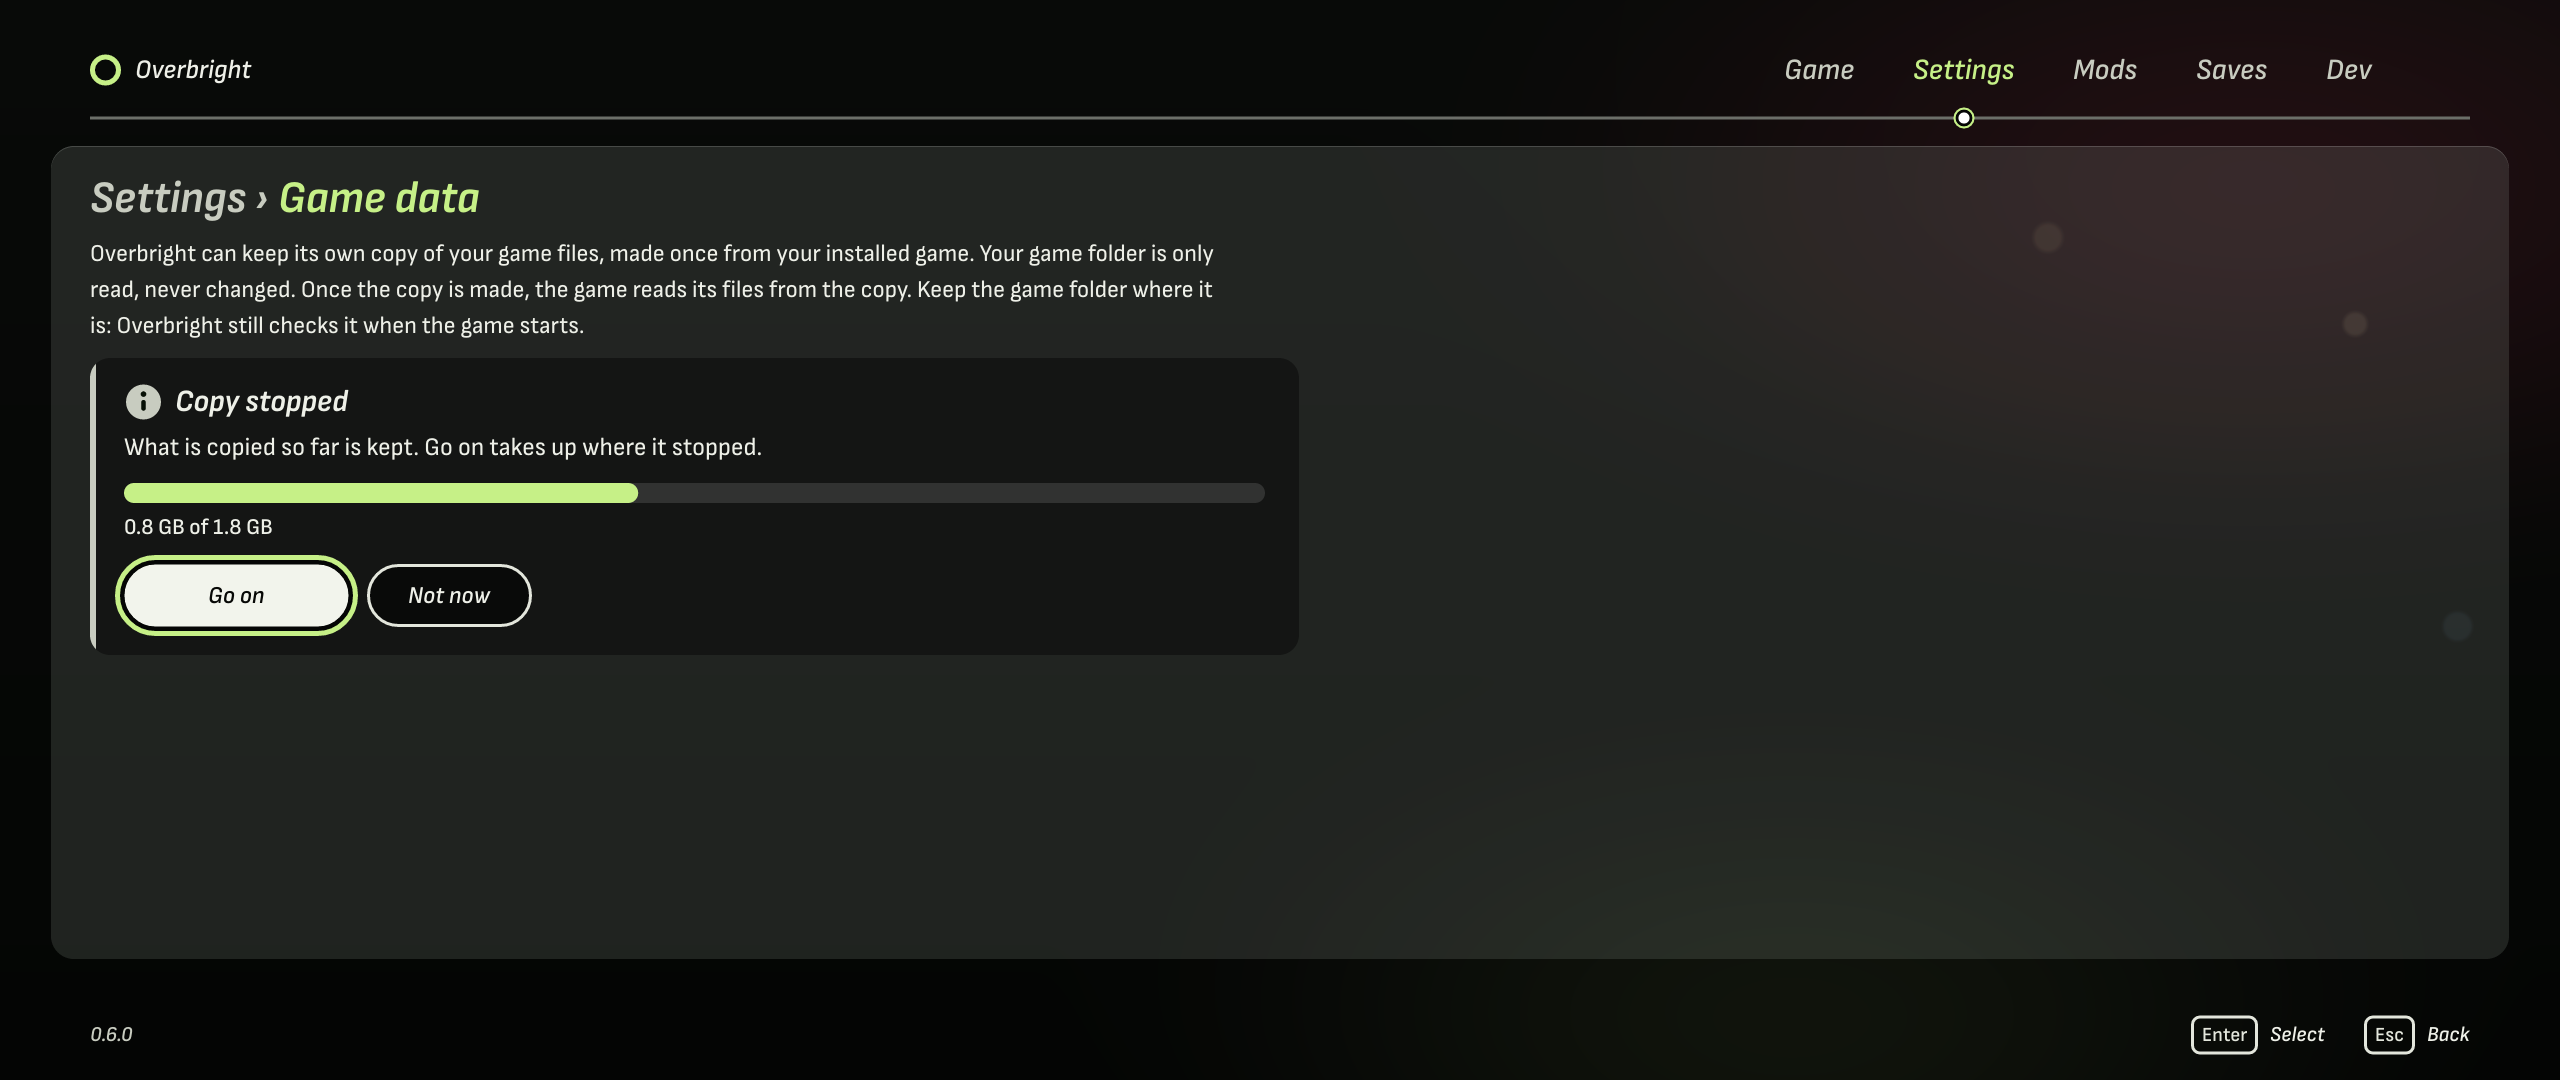 Overbright
Game Settings Mods Saves Dev
Settings › Game data
Overbright can keep its own copy of your game files, made once from your installed game. Your game folder is only
read, never changed. Once the copy is made, the game reads its files from the copy. Keep the game folder where it
is: Overbright still checks it when the game starts.
Copy stopped
What is copied so far is kept. Go on takes up where it stopped.
0.8 GB of 1.8 GB
Go on Not now
0.6.0
Enter Select Esc Back